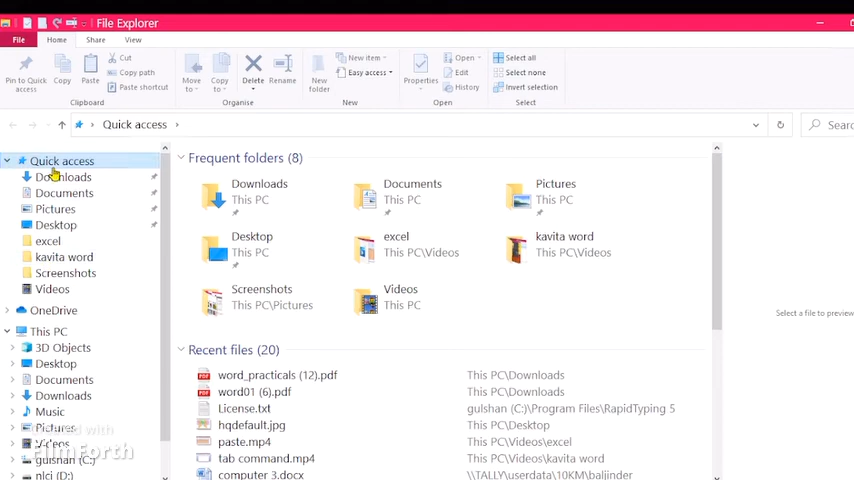 File Explorer
File
Home
Share
View
Pin to Quick access
Copy
Paste
Cut
Copy path
Paste shortcut
Clipboard
Move to
Copy to
Delete
Rename
Organise
New folder
New item
Easy access
New
Properties
Open
Edit
History
Open
Select all
Select none
Invert selection
Select
Quick access
Quick access
Downloads
Documents
Pictures
Desktop
excel
kavita word
Screenshots
Videos
OneDrive
This PC
3D Objects
Desktop
Documents
Downloads
Music
Pictures
Videos
gulshan (C:)
nlci (D:)
Frequent folders (8)
Downloads
This PC
Documents
This PC
Pictures
This PC
Desktop
This PC
excel
This PC\Videos
kavita word
This PC\Videos
Screenshots
This PC\Pictures
Videos
This PC
Recent files (20)
word_practicals (12).pdf This PC\Downloads
word01 (6).pdf This PC\Downloads
License.txt gulshan (C:)\Program Files\RapidTyping 5
hqdefault.jpg This PC\Desktop
paste.mp4 This PC\Videos\excel
tab command.mp4 This PC\Videos
computer 3.docx \\TALLY\userdata\10KM\baljinder
Select a file to preview
with
FilmForth